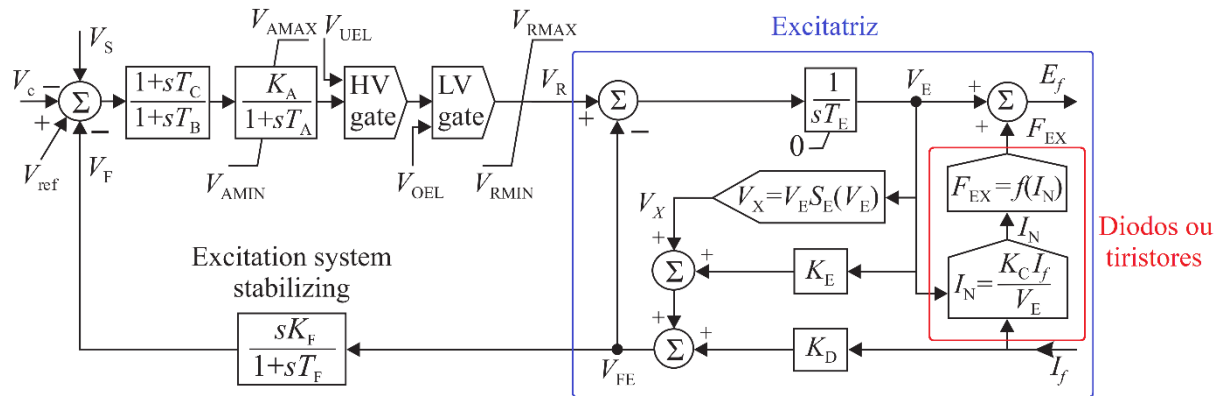 Excitatriz
V_S
V_AMAX
V_UEL
V_RMAX
V_c
−
Σ
+
−
1+sT_C
1+sT_B
K_A
1+sT_A
HV
gate
LV
gate
V_R
+
Σ
−
1
sT_E
0
V_E
+
Σ
+
E_f
F_EX
V_ref
V_F
V_AMIN
V_OEL
V_RMIN
V_X
V_X=V_E S_E(V_E)
F_EX=f(I_N)
I_N
Diodos ou
tiristores
+
Σ
+
K_E
I_N=K_C I_f
V_E
Excitation system
stabilizing
sK_F
1+sT_F
V_FE
+
Σ
+
K_D
I_f